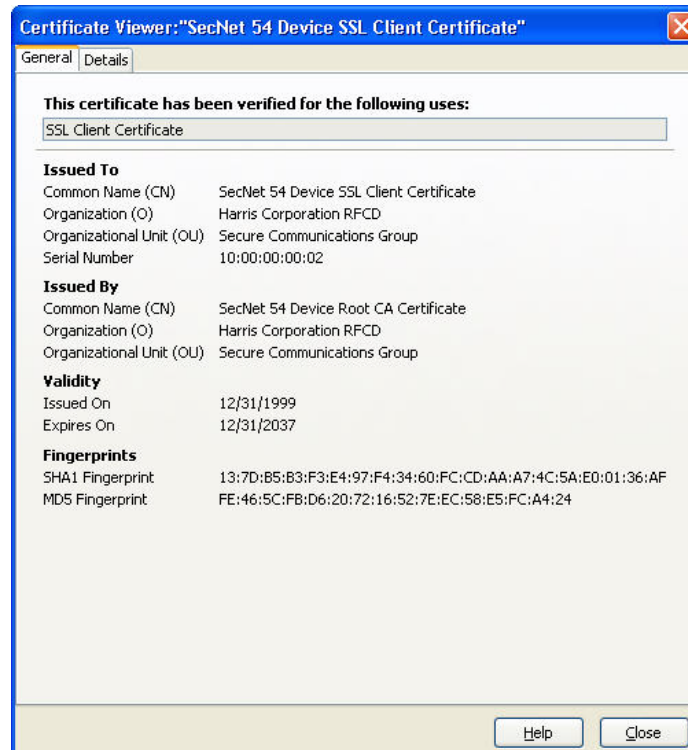 Certificate Viewer:"SecNet 54 Device SSL Client Certificate"
General Details
This certificate has been verified for the following uses:
SSL Client Certificate
Issued To
Common Name (CN) SecNet 54 Device SSL Client Certificate
Organization (O) Harris Corporation RFCD
Organizational Unit (OU) Secure Communications Group
Serial Number 10:00:00:00:02
Issued By
Common Name (CN) SecNet 54 Device Root CA Certificate
Organization (O) Harris Corporation RFCD
Organizational Unit (OU) Secure Communications Group
Validity
Issued On 12/31/1999
Expires On 12/31/2037
Fingerprints
SHA1 Fingerprint 13:7D:B5:B3:F3:E4:97:F4:34:60:FC:CD:AA:A7:4C:5A:E0:01:36:AF
MD5 Fingerprint FE:46:5C:FB:D6:20:72:16:52:7E:EC:58:E5:FC:A4:24
Help Close